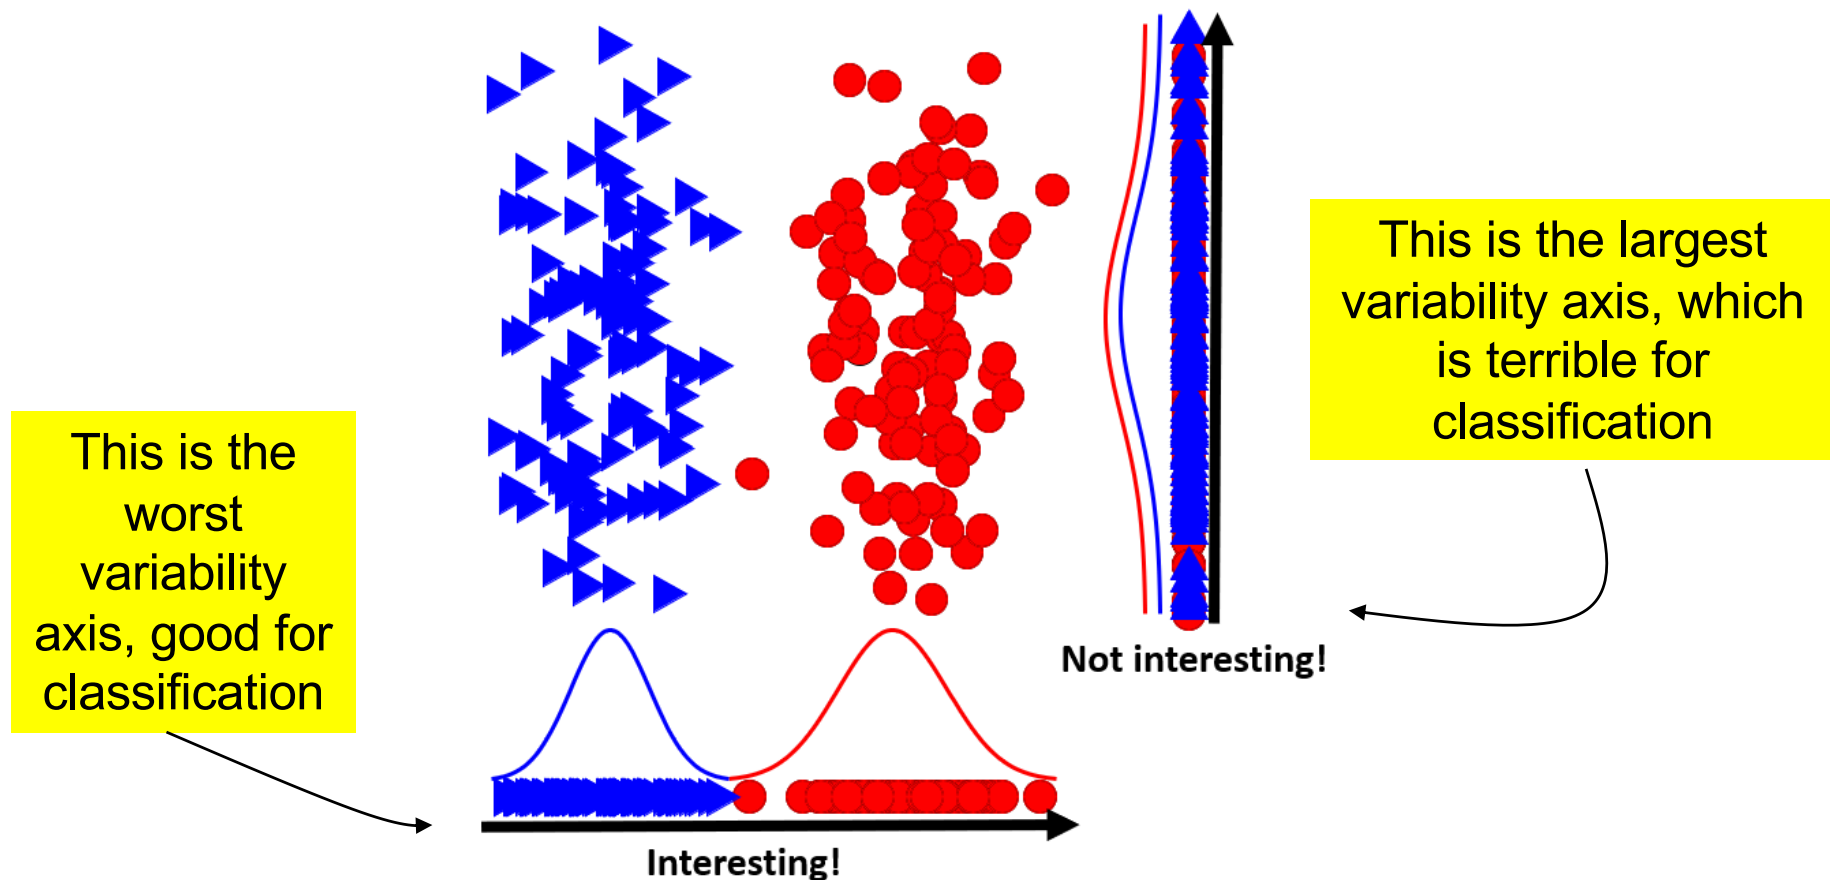 This is the largest
variability axis, which
is terrible for
classification
This is the
worst
variability
axis, good for
classification
Not interesting!
Interesting!